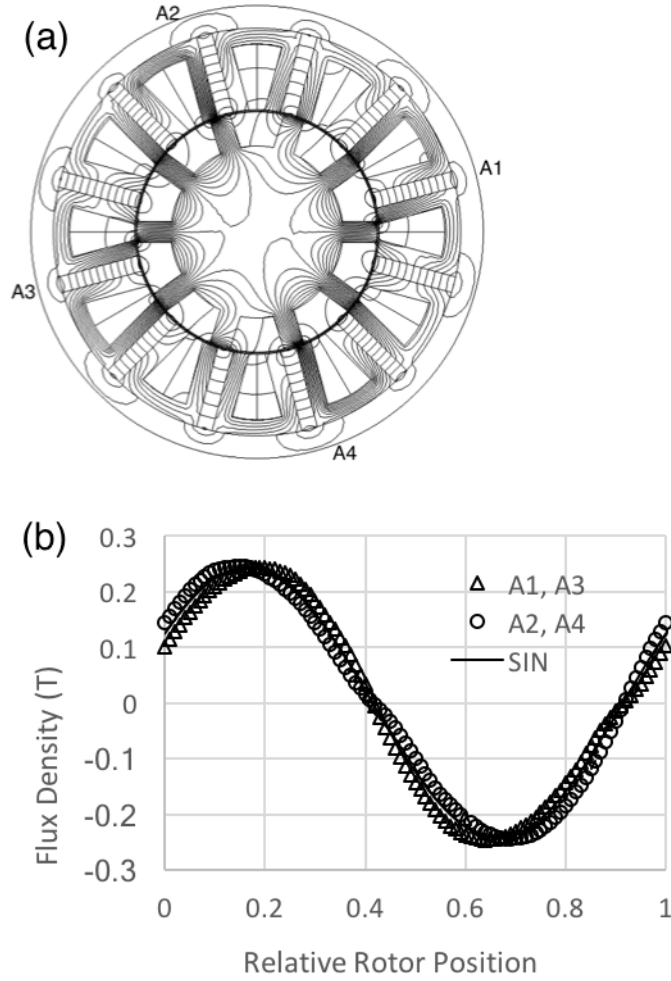 (a)
A2
A1
A3
A4
(b)
0.3
0.2
0.1
0
-0.1
-0.2
-0.3
Flux Density (T)
A1, A3
A2, A4
SIN
0 0.2 0.4 0.6 0.8 1
Relative Rotor Position